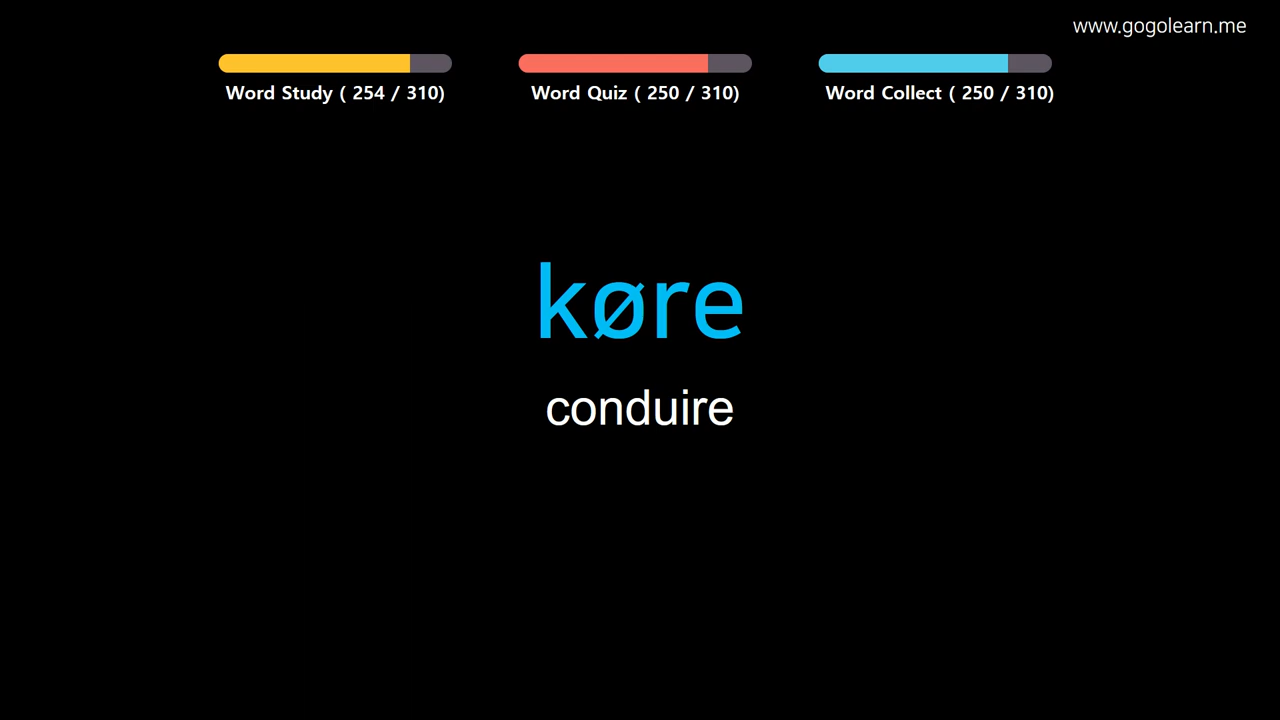 www.gogolearn.me
Word Study ( 254 / 310)
Word Quiz ( 250 / 310)
Word Collect ( 250 / 310)
køre
conduire